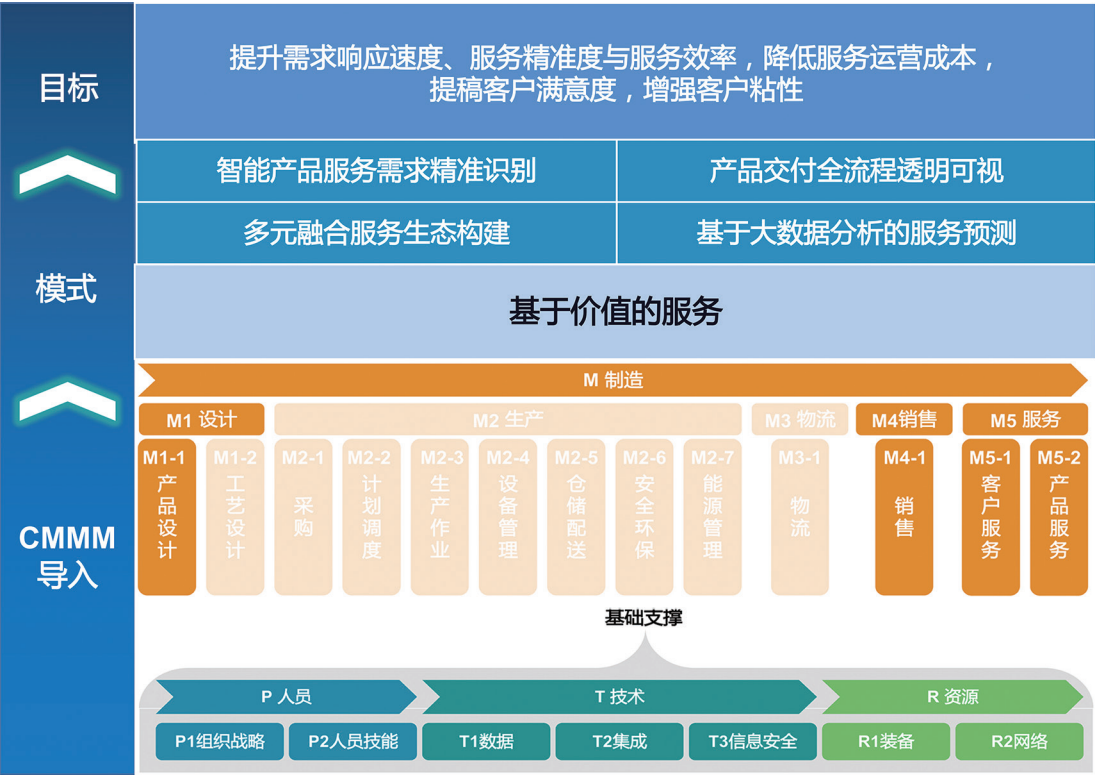 目标
提升需求响应速度、服务精准度与服务效率，降低服务运营成本，
提稿客户满意度，增强客户粘性
智能产品服务需求精准识别
产品交付全流程透明可视
多元融合服务生态构建
基于大数据分析的服务预测
模式
基于价值的服务
CMMM
导入
M 制造
M1 设计
M2 生产
M3 物流
M4销售
M5 服务
M1-1
产品设计
M1-2
工艺设计
M2-1
采购
M2-2
计划调度
M2-3
生产作业
M2-4
设备管理
M2-5
仓储配送
M2-6
安全环保
M2-7
能源管理
M3-1
物流
M4-1
销售
M5-1
客户服务
M5-2
产品服务
基础支撑
P 人员
T 技术
R 资源
P1组织战略
P2人员技能
T1数据
T2集成
T3信息安全
R1装备
R2网络